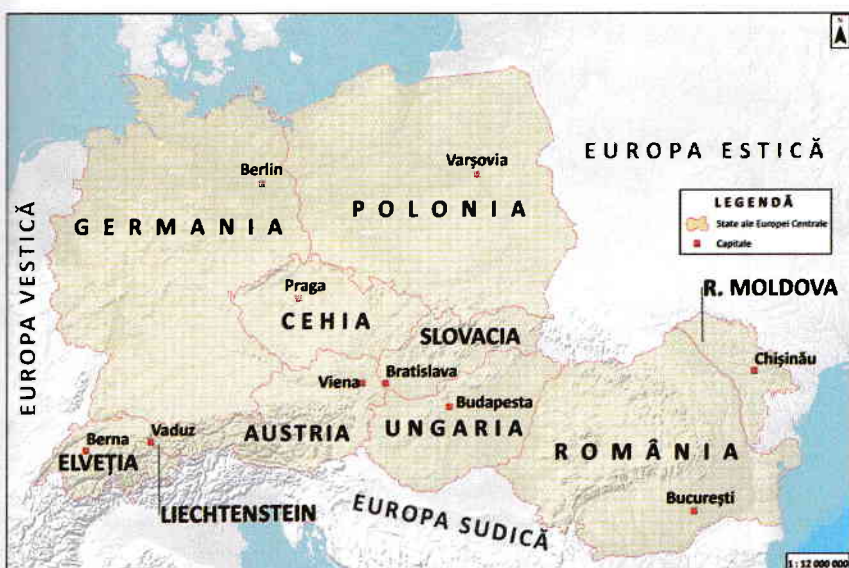 N
Berlin
Varșovia
EUROPA ESTICĂ
GERMANIA
POLONIA
LEGENDĂ
State ale Europei Centrale
Capitale
EUROPA VESTICĂ
Praga
CEHIA
SLOVACIA
R. MOLDOVA
Chișinău
Viena
Bratislava
Budapesta
Berna
Vaduz
AUSTRIA
UNGARIA
ELVEȚIA
ROMÂNIA
LIECHTENSTEIN
EUROPA SUDICĂ
București
1 : 12 000 000